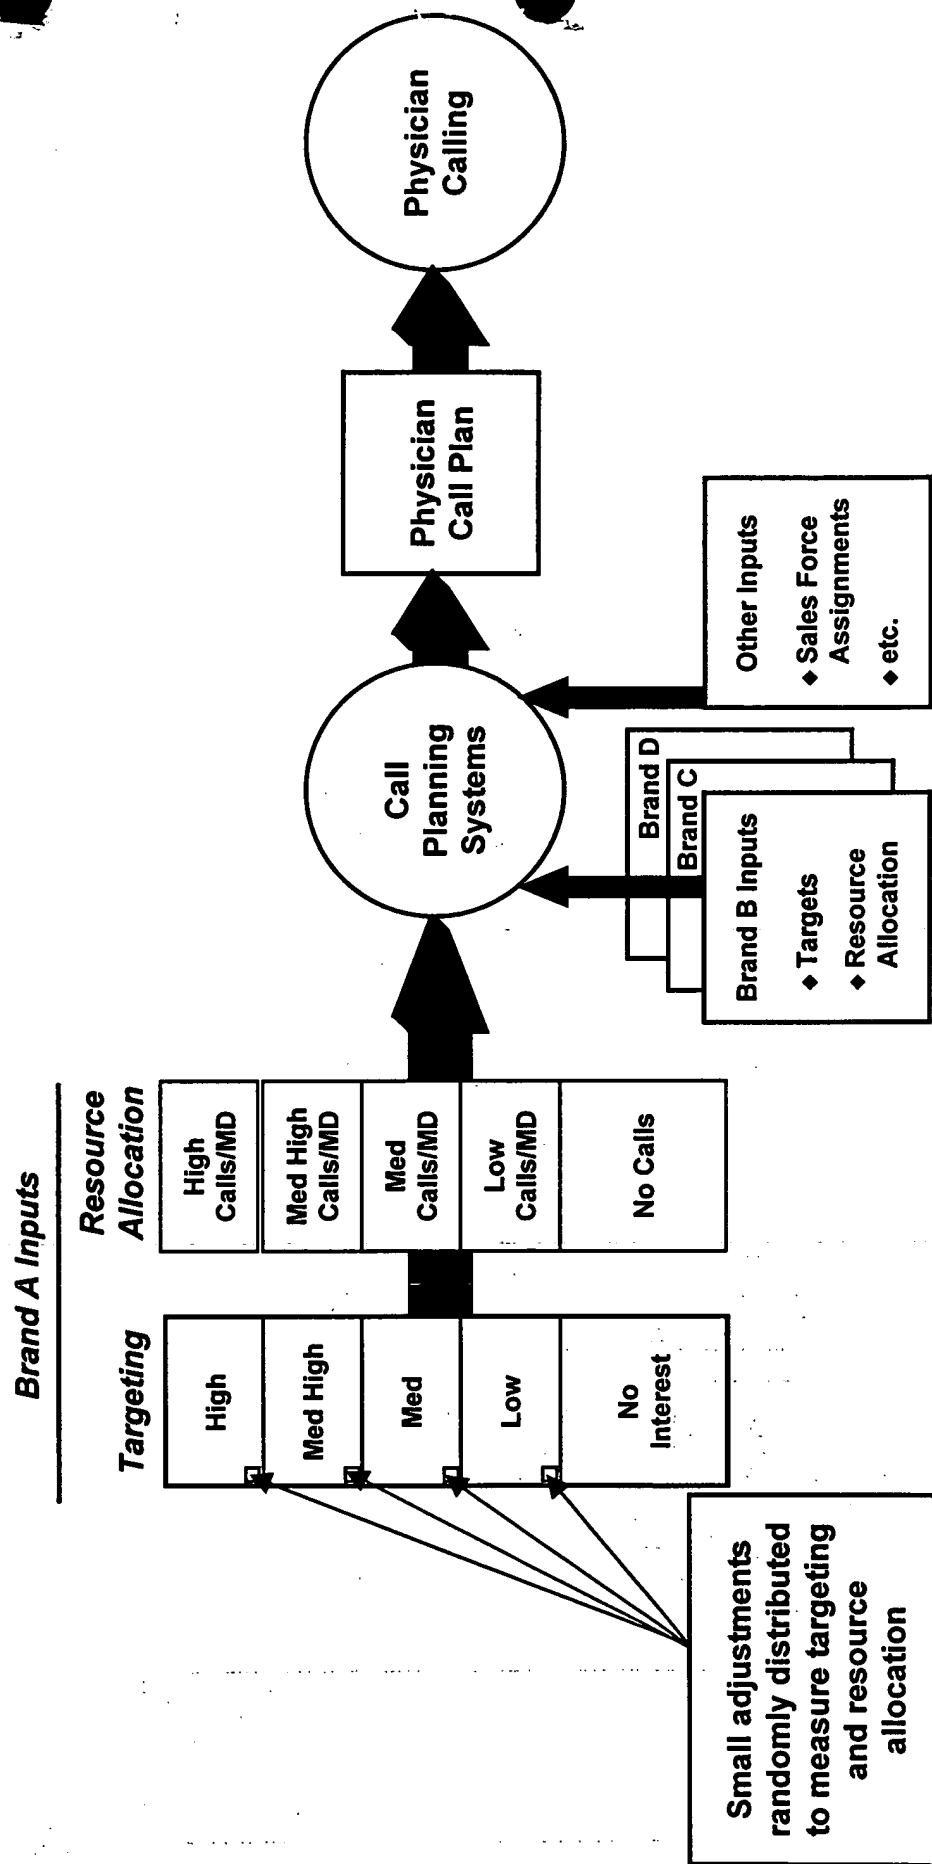 Brand A Inputs
Targeting
Resource
Allocation
High
Med High
Med
Low
No
Interest
High
Calls/MD
Med High
Calls/MD
Med
Calls/MD
Low
Calls/MD
No Calls
Small adjustments
randomly distributed
to measure targeting
and resource
allocation
Call
Planning
Systems
Brand D
Brand C
Brand B Inputs
◆ Targets
◆ Resource
Allocation
Other Inputs
◆ Sales Force
Assignments
◆ etc.
Physician
Call Plan
Physician
Calling